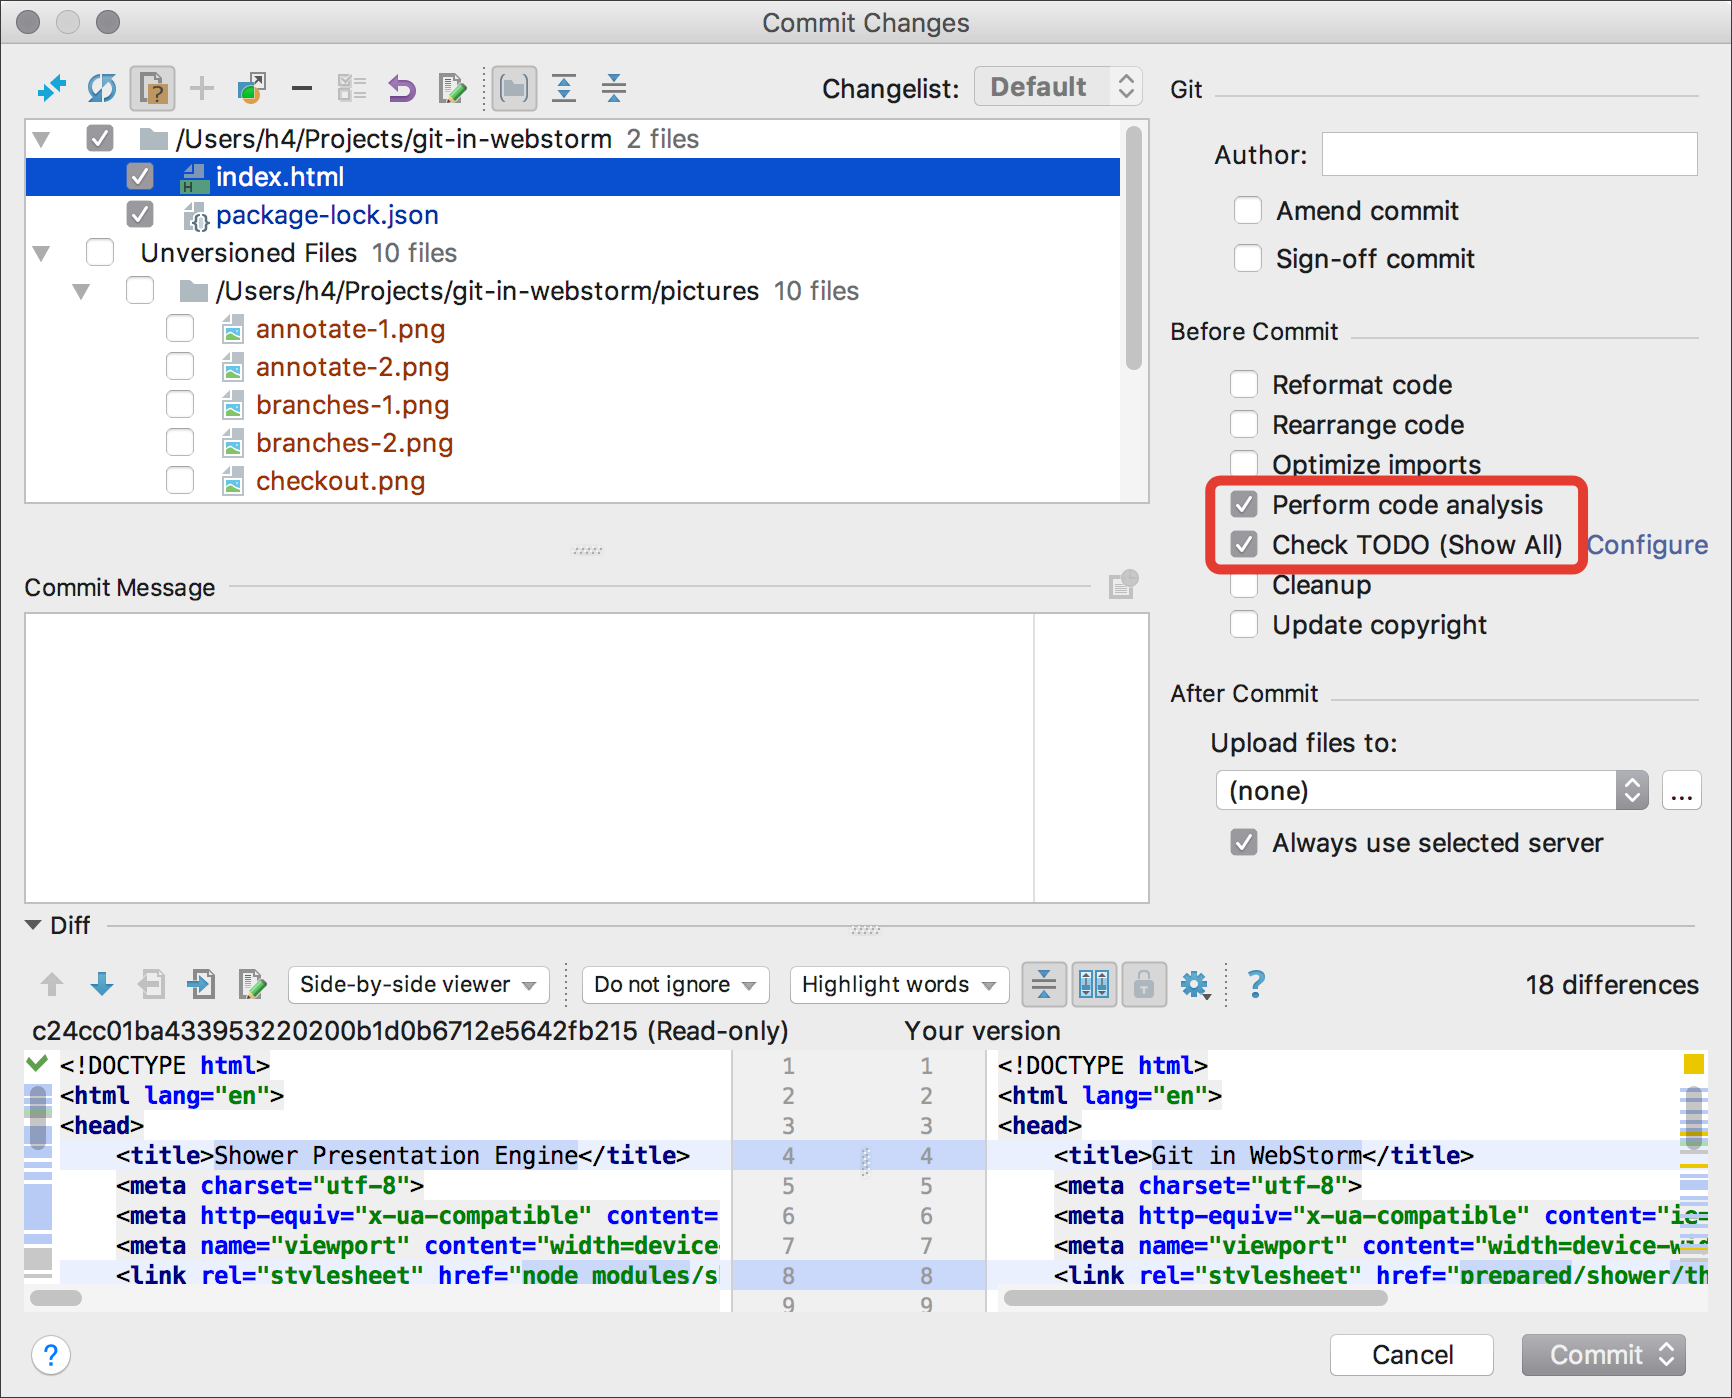 Commit Changes
Changelist: Default
Git
/Users/h4/Projects/git-in-webstorm 2 files
index.html
package-lock.json
Unversioned Files 10 files
/Users/h4/Projects/git-in-webstorm/pictures 10 files
annotate-1.png
annotate-2.png
branches-1.png
branches-2.png
checkout.png
Author:
Amend commit
Sign-off commit
Before Commit
Reformat code
Rearrange code
Optimize imports
Perform code analysis
Check TODO (Show All) Configure
Cleanup
Update copyright
Commit Message
After Commit
Upload files to:
(none) ...
Always use selected server
Diff
Side-by-side viewer Do not ignore Highlight words ? 18 differences
c24cc01ba433953220200b1d0b6712e5642fb215 (Read-only) Your version
<!DOCTYPE html> 1 1 <!DOCTYPE html>
<html lang="en"> 2 2 <html lang="en">
<head> 3 3 <head>
<title>Shower Presentation Engine</title> 4 4 <title>Git in WebStorm</title>
<meta charset="utf-8"> 5 5 <meta charset="utf-8">
<meta http-equiv="x-ua-compatible" content= 6 6 <meta http-equiv="x-ua-compatible" content="ie=
<meta name="viewport" content="width=device- 7 7 <meta name="viewport" content="width=device-wid
<link rel="stylesheet" href="node_modules/sh 8 8 <link rel="stylesheet" href="prepared/shower/th
9 9
? Cancel Commit